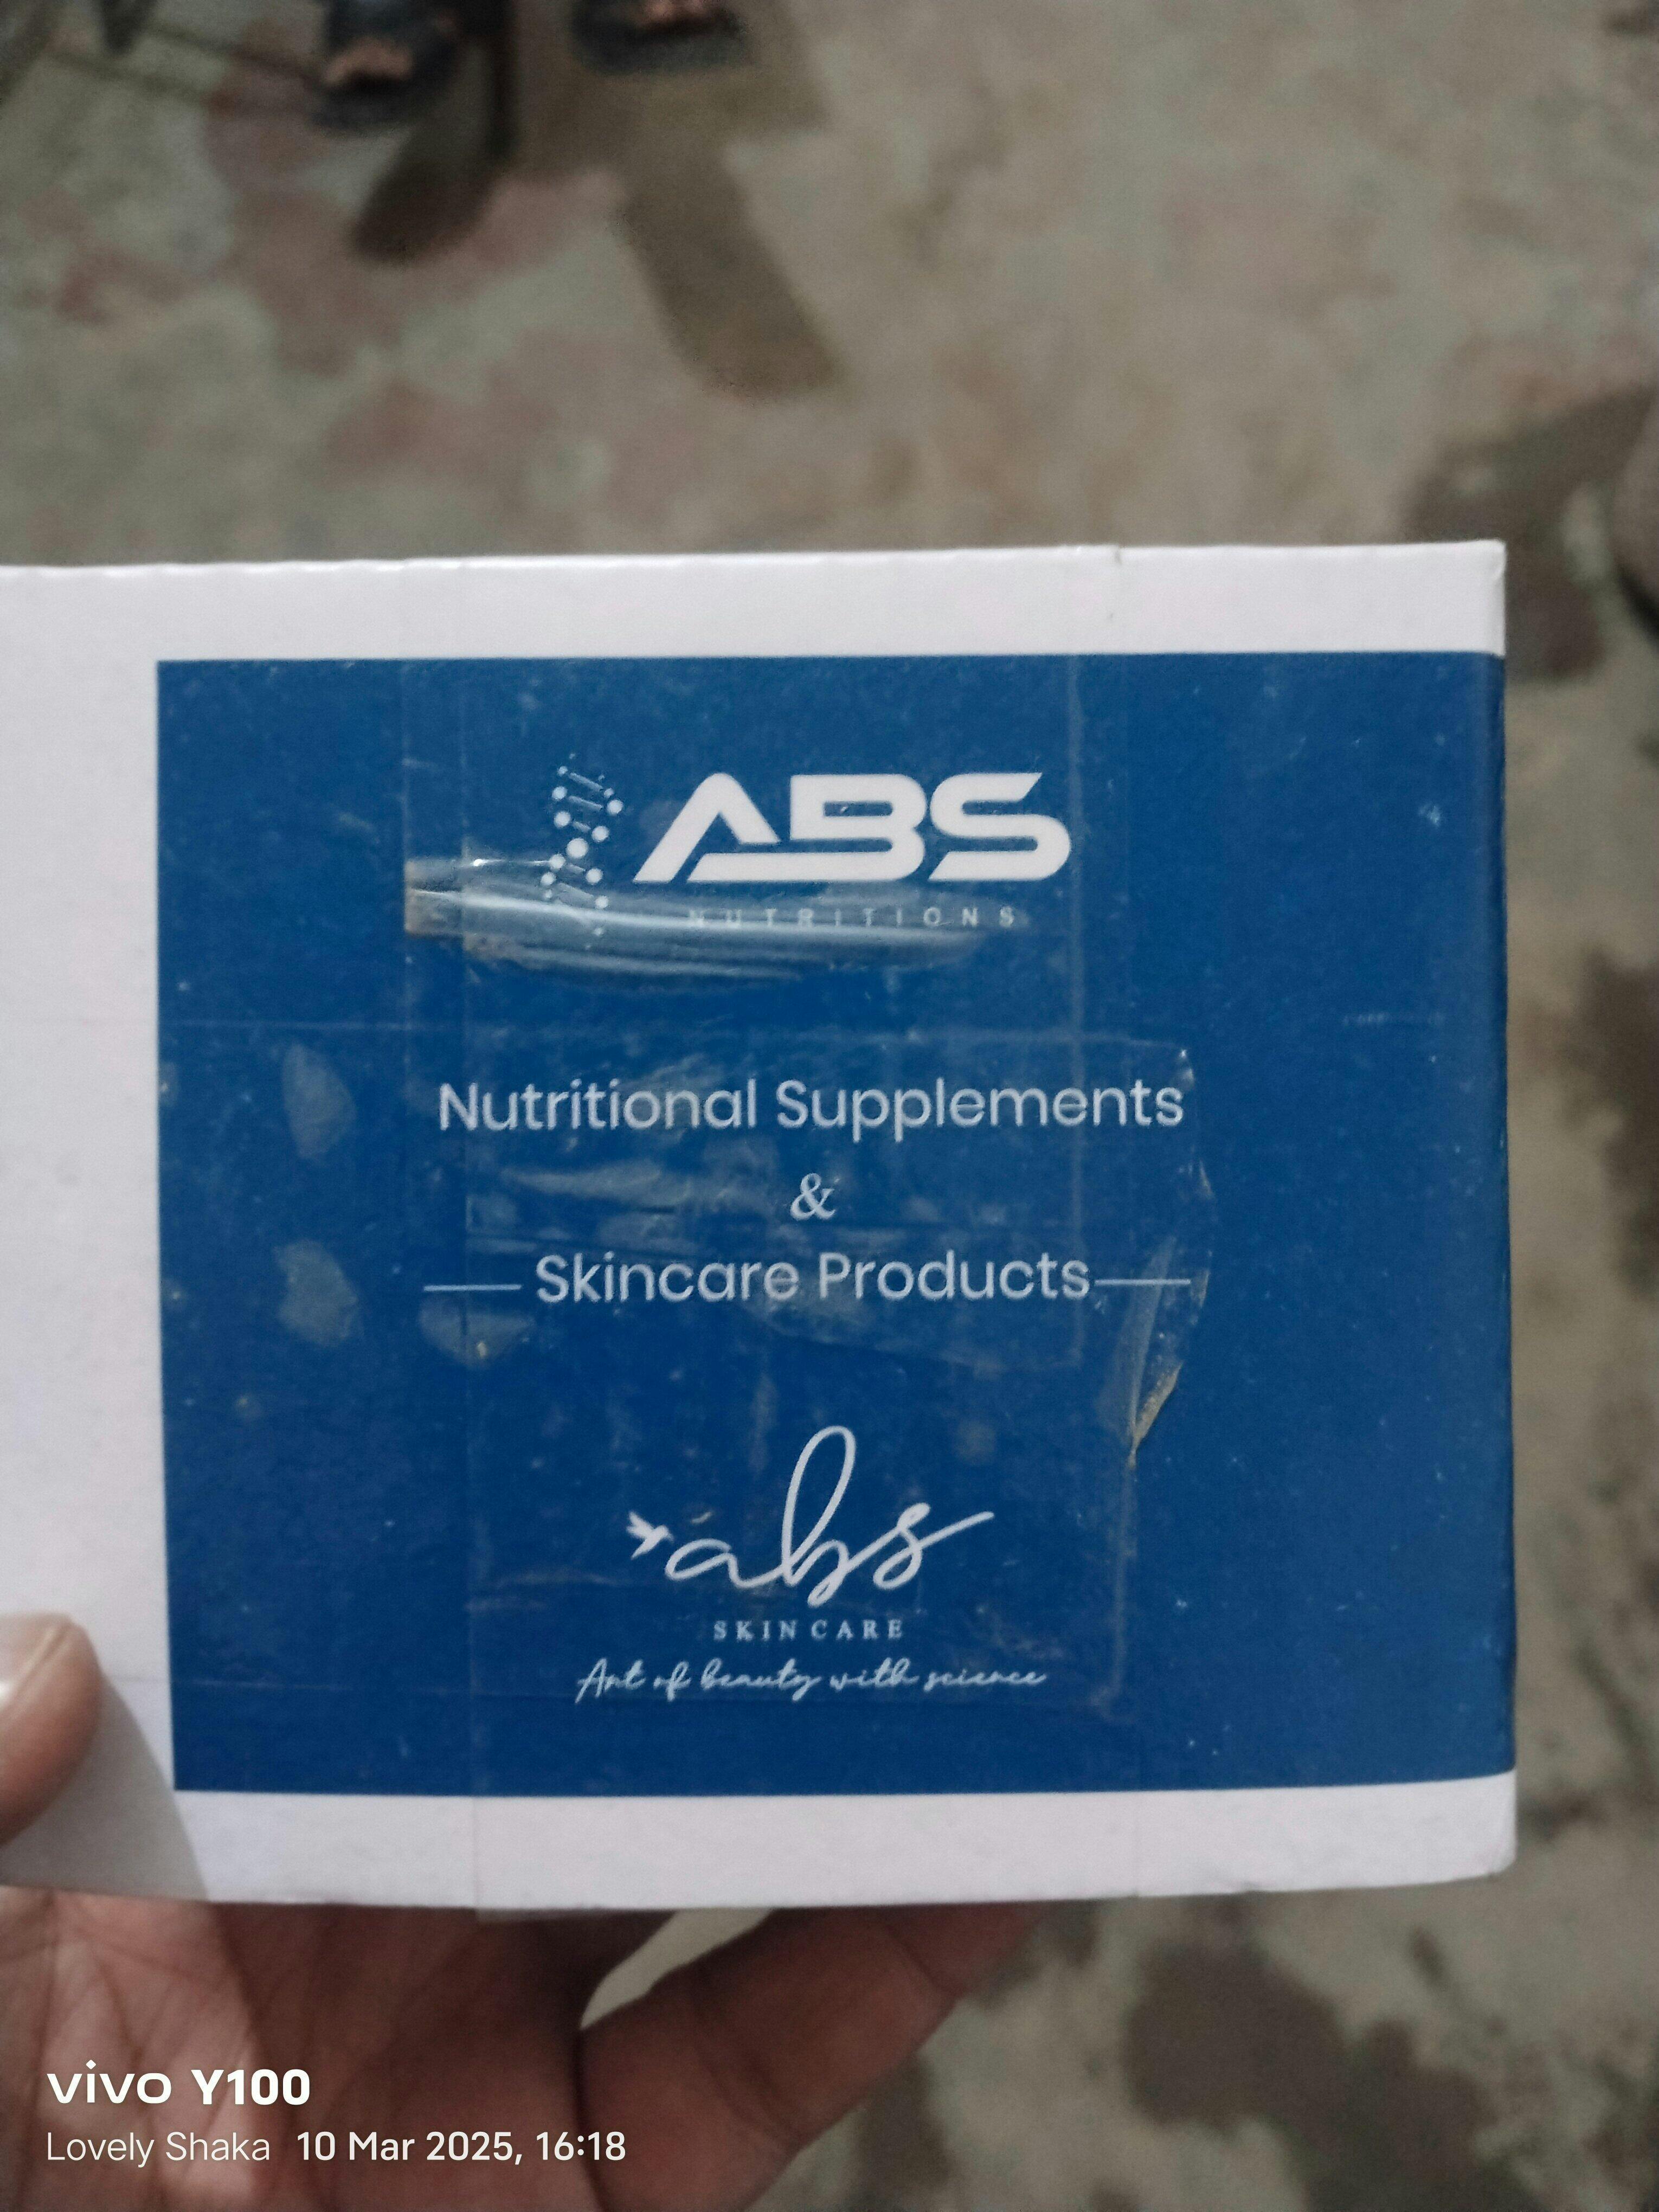 ABS
NUTRITIONS
Nutritional Supplements
&
Skincare Products
abs
SKIN CARE
Art of beauty with science
vivo Y100
Lovely Shaka 10 Mar 2025, 16:18